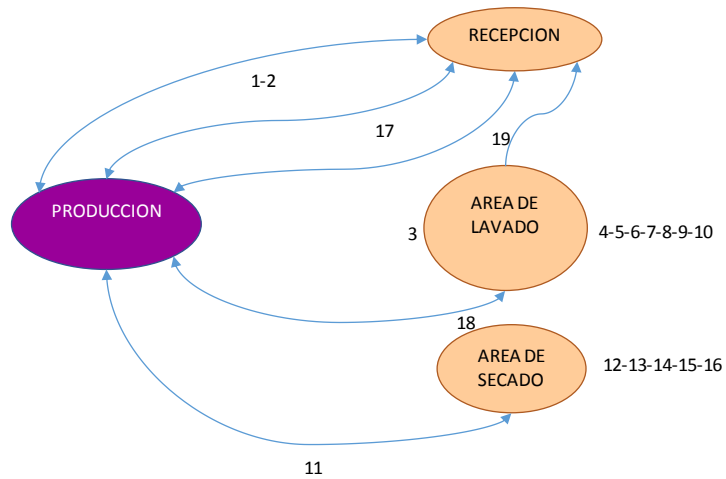 RECEPCION
1-2
17
19
PRODUCCION
AREA DE
LAVADO
3
4-5-6-7-8-9-10
18
AREA DE
SECADO
12-13-14-15-16
11